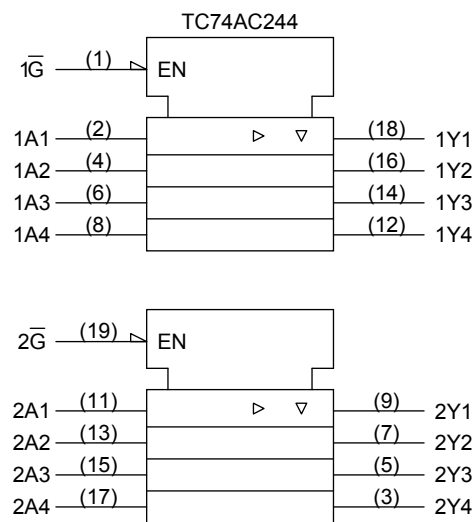 TC74AC244
1G̅ (1) EN
1A1 (2) (18) 1Y1
1A2 (4) (16) 1Y2
1A3 (6) (14) 1Y3
1A4 (8) (12) 1Y4
2G̅ (19) EN
2A1 (11) (9) 2Y1
2A2 (13) (7) 2Y2
2A3 (15) (5) 2Y3
2A4 (17) (3) 2Y4